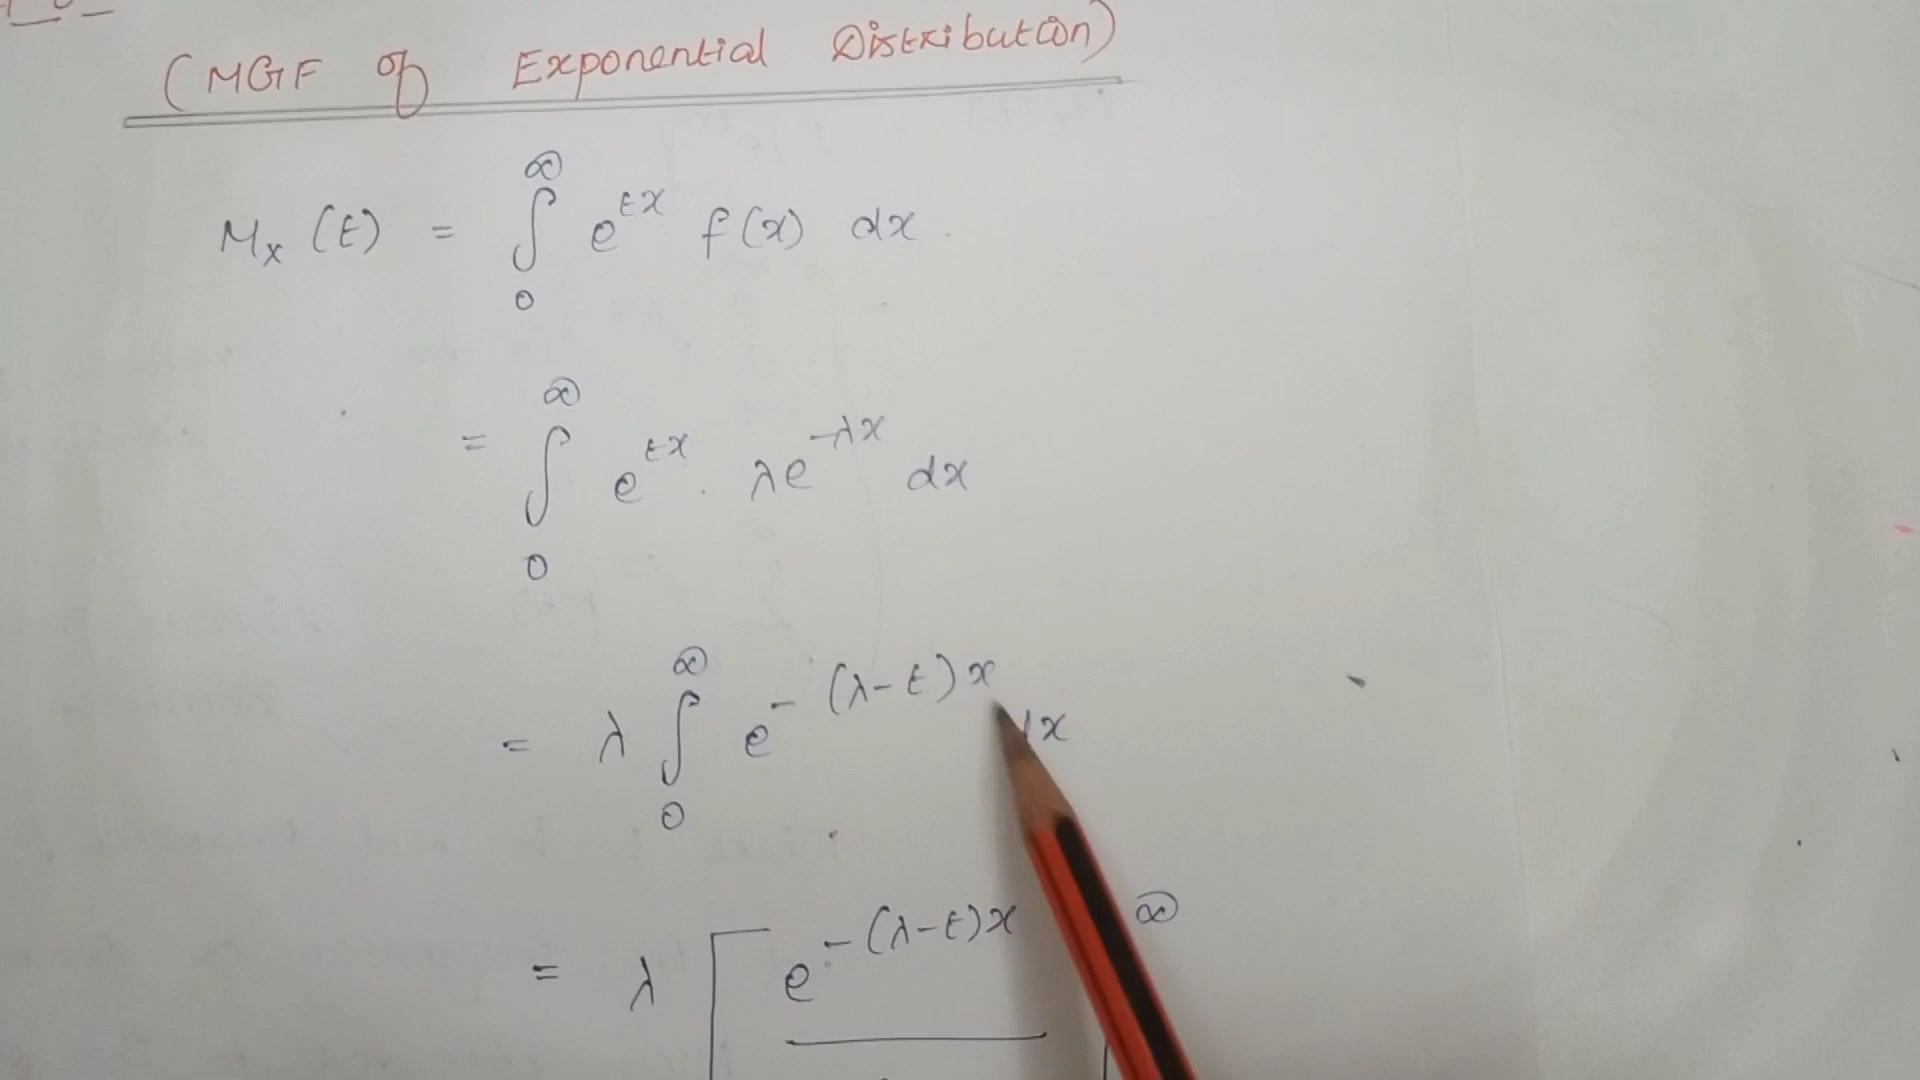 (MGF of Exponential Distribution)
Mx (t) = ∫₀^∞ e^{tx} f(x) dx.
= ∫₀^∞ e^{tx} . λe^{-λx} dx
= λ ∫₀^∞ e^{-(λ-t)x} dx
= λ [ e^{-(λ-t)x} ∞